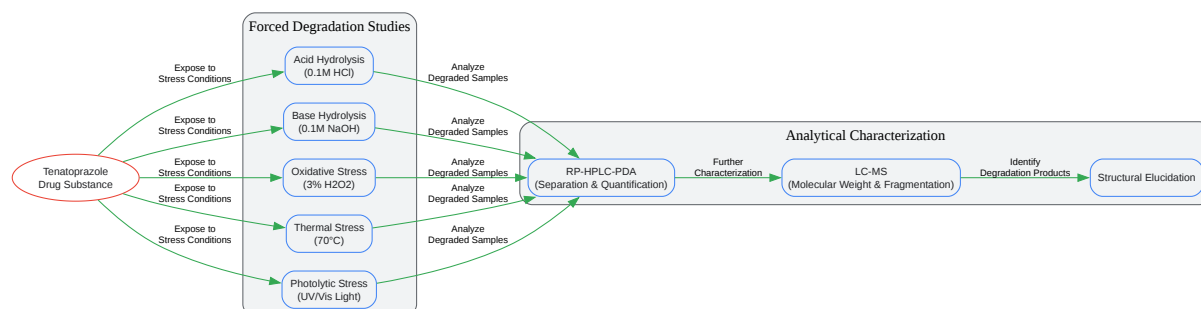 Forced Degradation Studies
Acid Hydrolysis
(0.1M HCl)
Base Hydrolysis
(0.1M NaOH)
Oxidative Stress
(3% H2O2)
Thermal Stress
(70°C)
Photolytic Stress
(UV/Vis Light)
Tenatoprazole
Drug Substance
Expose to
Stress Conditions
Expose to
Stress Conditions
Expose to
Stress Conditions
Expose to
Stress Conditions
Expose to
Stress Conditions
Analyze
Degraded Samples
Analyze
Degraded Samples
Analyze
Degraded Samples
Analyze
Degraded Samples
Analyze
Degraded Samples
Analytical Characterization
RP-HPLC-PDA
(Separation & Quantification)
Further
Characterization
LC-MS
(Molecular Weight & Fragmentation)
Identify
Degradation Products
Structural Elucidation